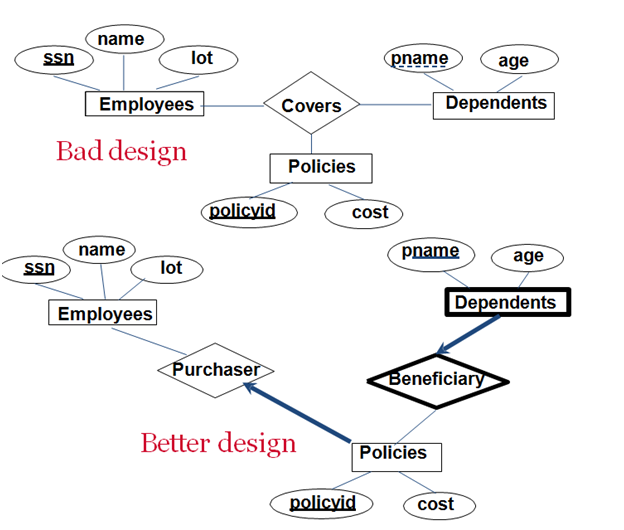 name
ssn
lot
Employees
Covers
pname
age
Dependents
Bad design
Policies
policyid
cost
name
ssn
lot
Employees
pname
age
Dependents
Purchaser
Beneficiary
Better design
Policies
policyid
cost